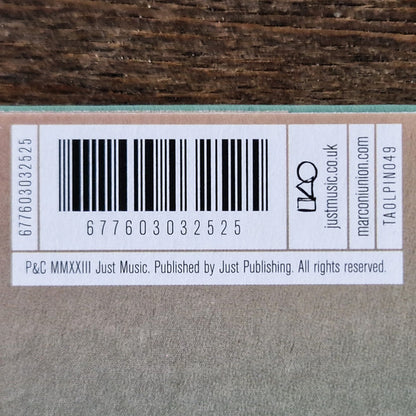 677603032525
677603032525
justmusic.co.uk
marconiunion.com
TAOLPIN049
P&C MMXXIII Just Music. Published by Just Publishing. All rights reserved.